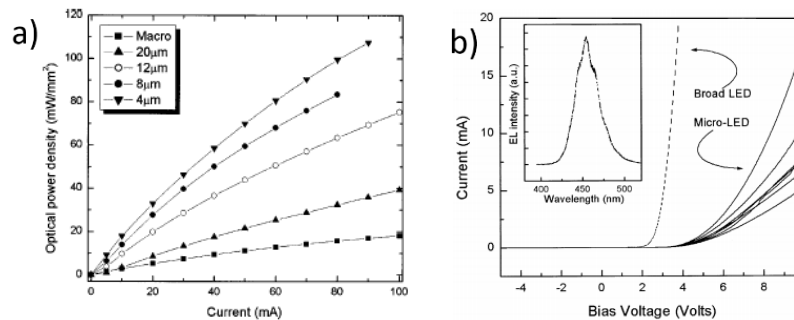 a)
120
100
80
60
40
20
0
Optical power density (mW/mm²)
Macro
20μm
12μm
8μm
4μm
0 20 40 60 80 100
Current (mA)
b)
20
15
10
5
0
Current (mA)
EL intensity (a.u.)
400 450 500
Wavelength (nm)
Broad LED
Micro-LED
-4 -2 0 2 4 6 8
Bias Voltage (Volts)